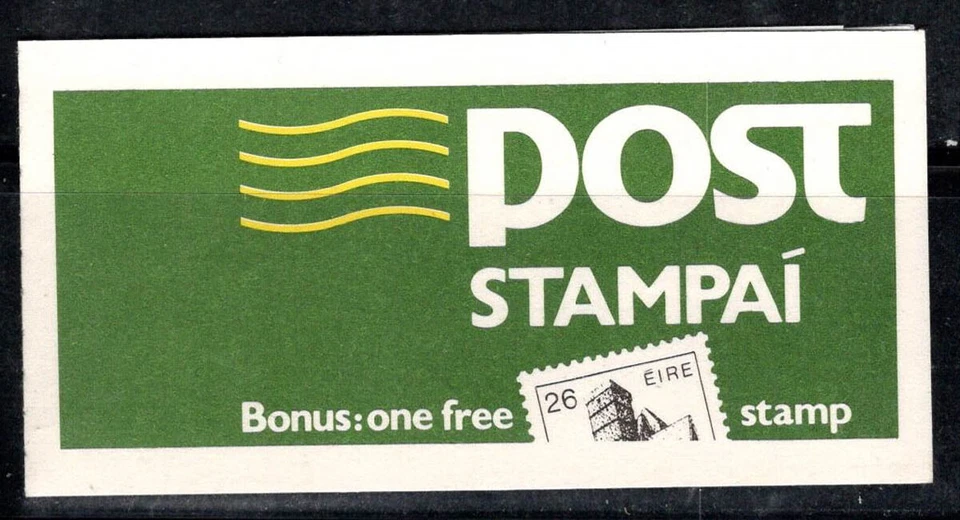 post
STAMPAÍ
26 ÉIRE
Bonus: one free stamp